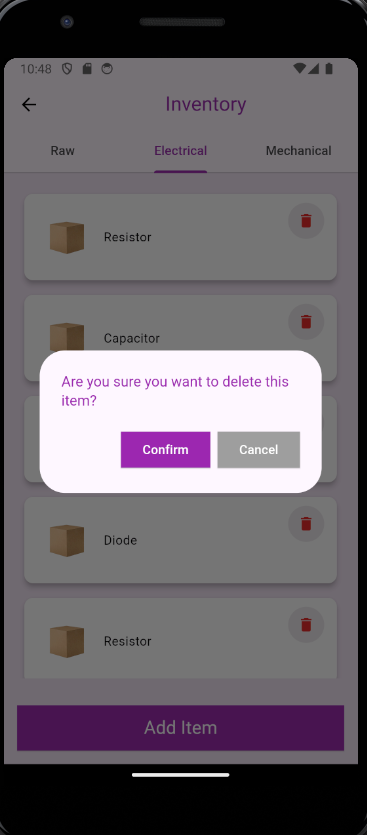 10:48
Inventory
Raw
Electrical
Mechanical
Resistor
Capacitor
Are you sure you want to delete this
item?
Confirm
Cancel
Diode
Resistor
Add Item